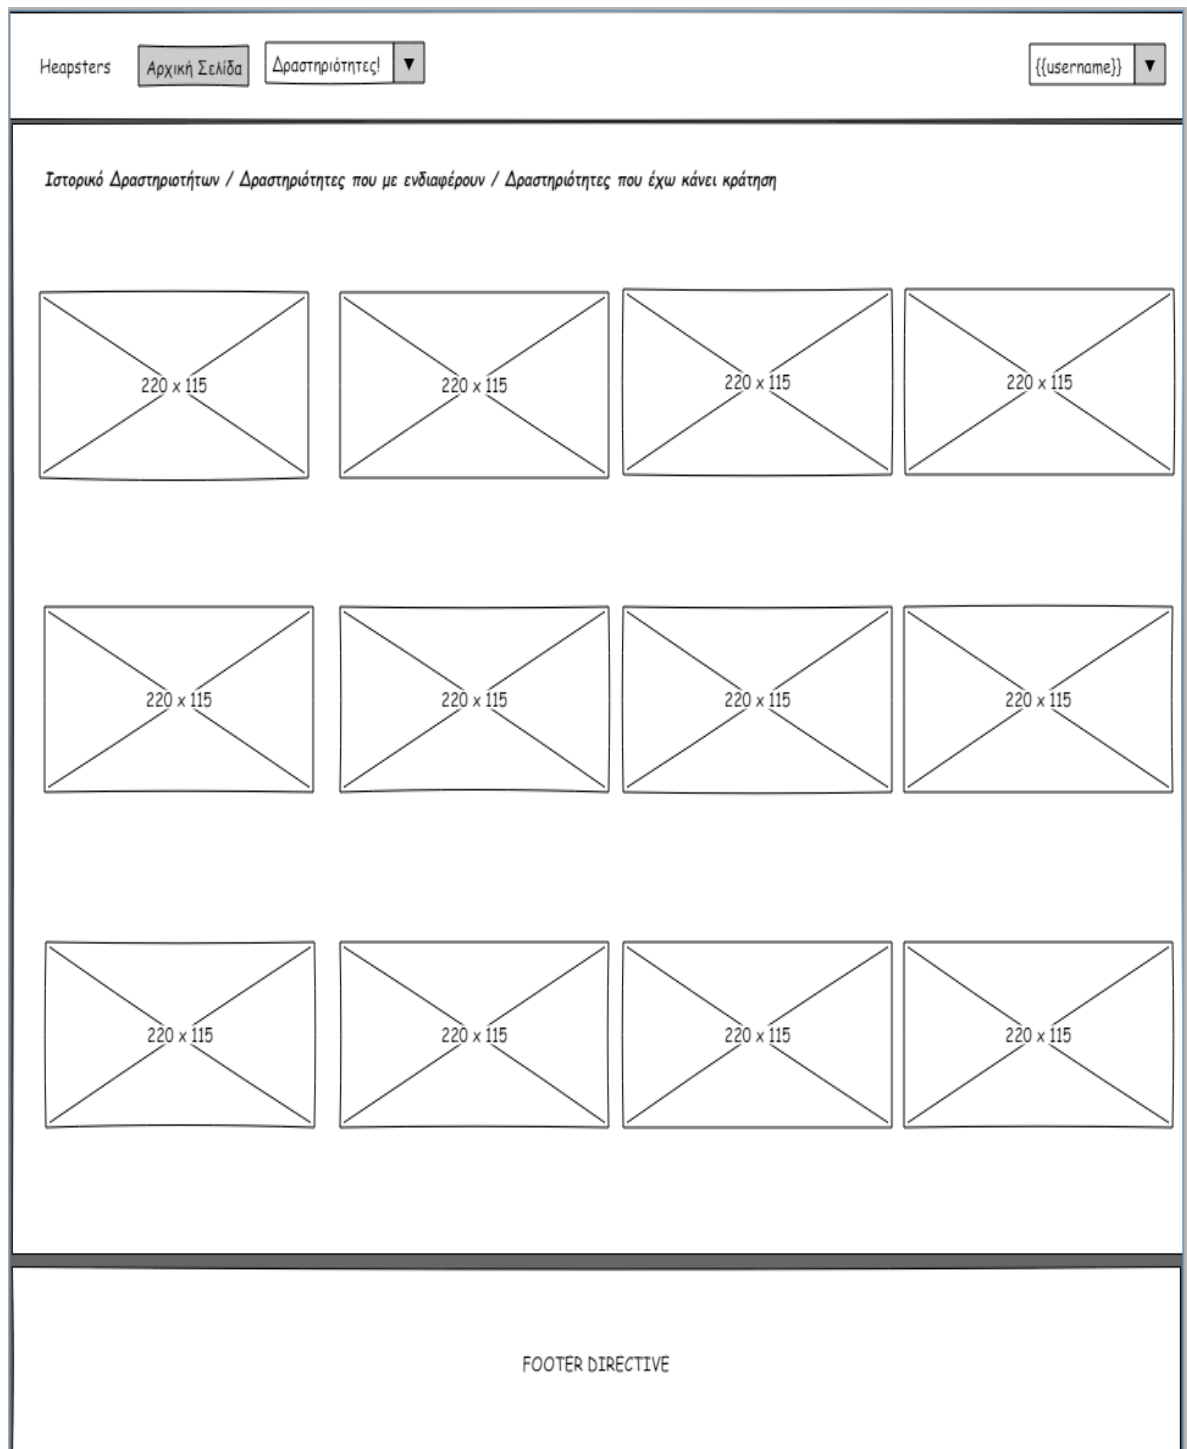 Heapsters Αρχική Σελίδα Δραστηριότητες! {{username}}
Ιστορικό Δραστηριοτήτων / Δραστηριότητες που με ενδιαφέρουν / Δραστηριότητες που έχω κάνει κράτηση
220 x 115 220 x 115 220 x 115 220 x 115
220 x 115 220 x 115 220 x 115 220 x 115
220 x 115 220 x 115 220 x 115 220 x 115
FOOTER DIRECTIVE